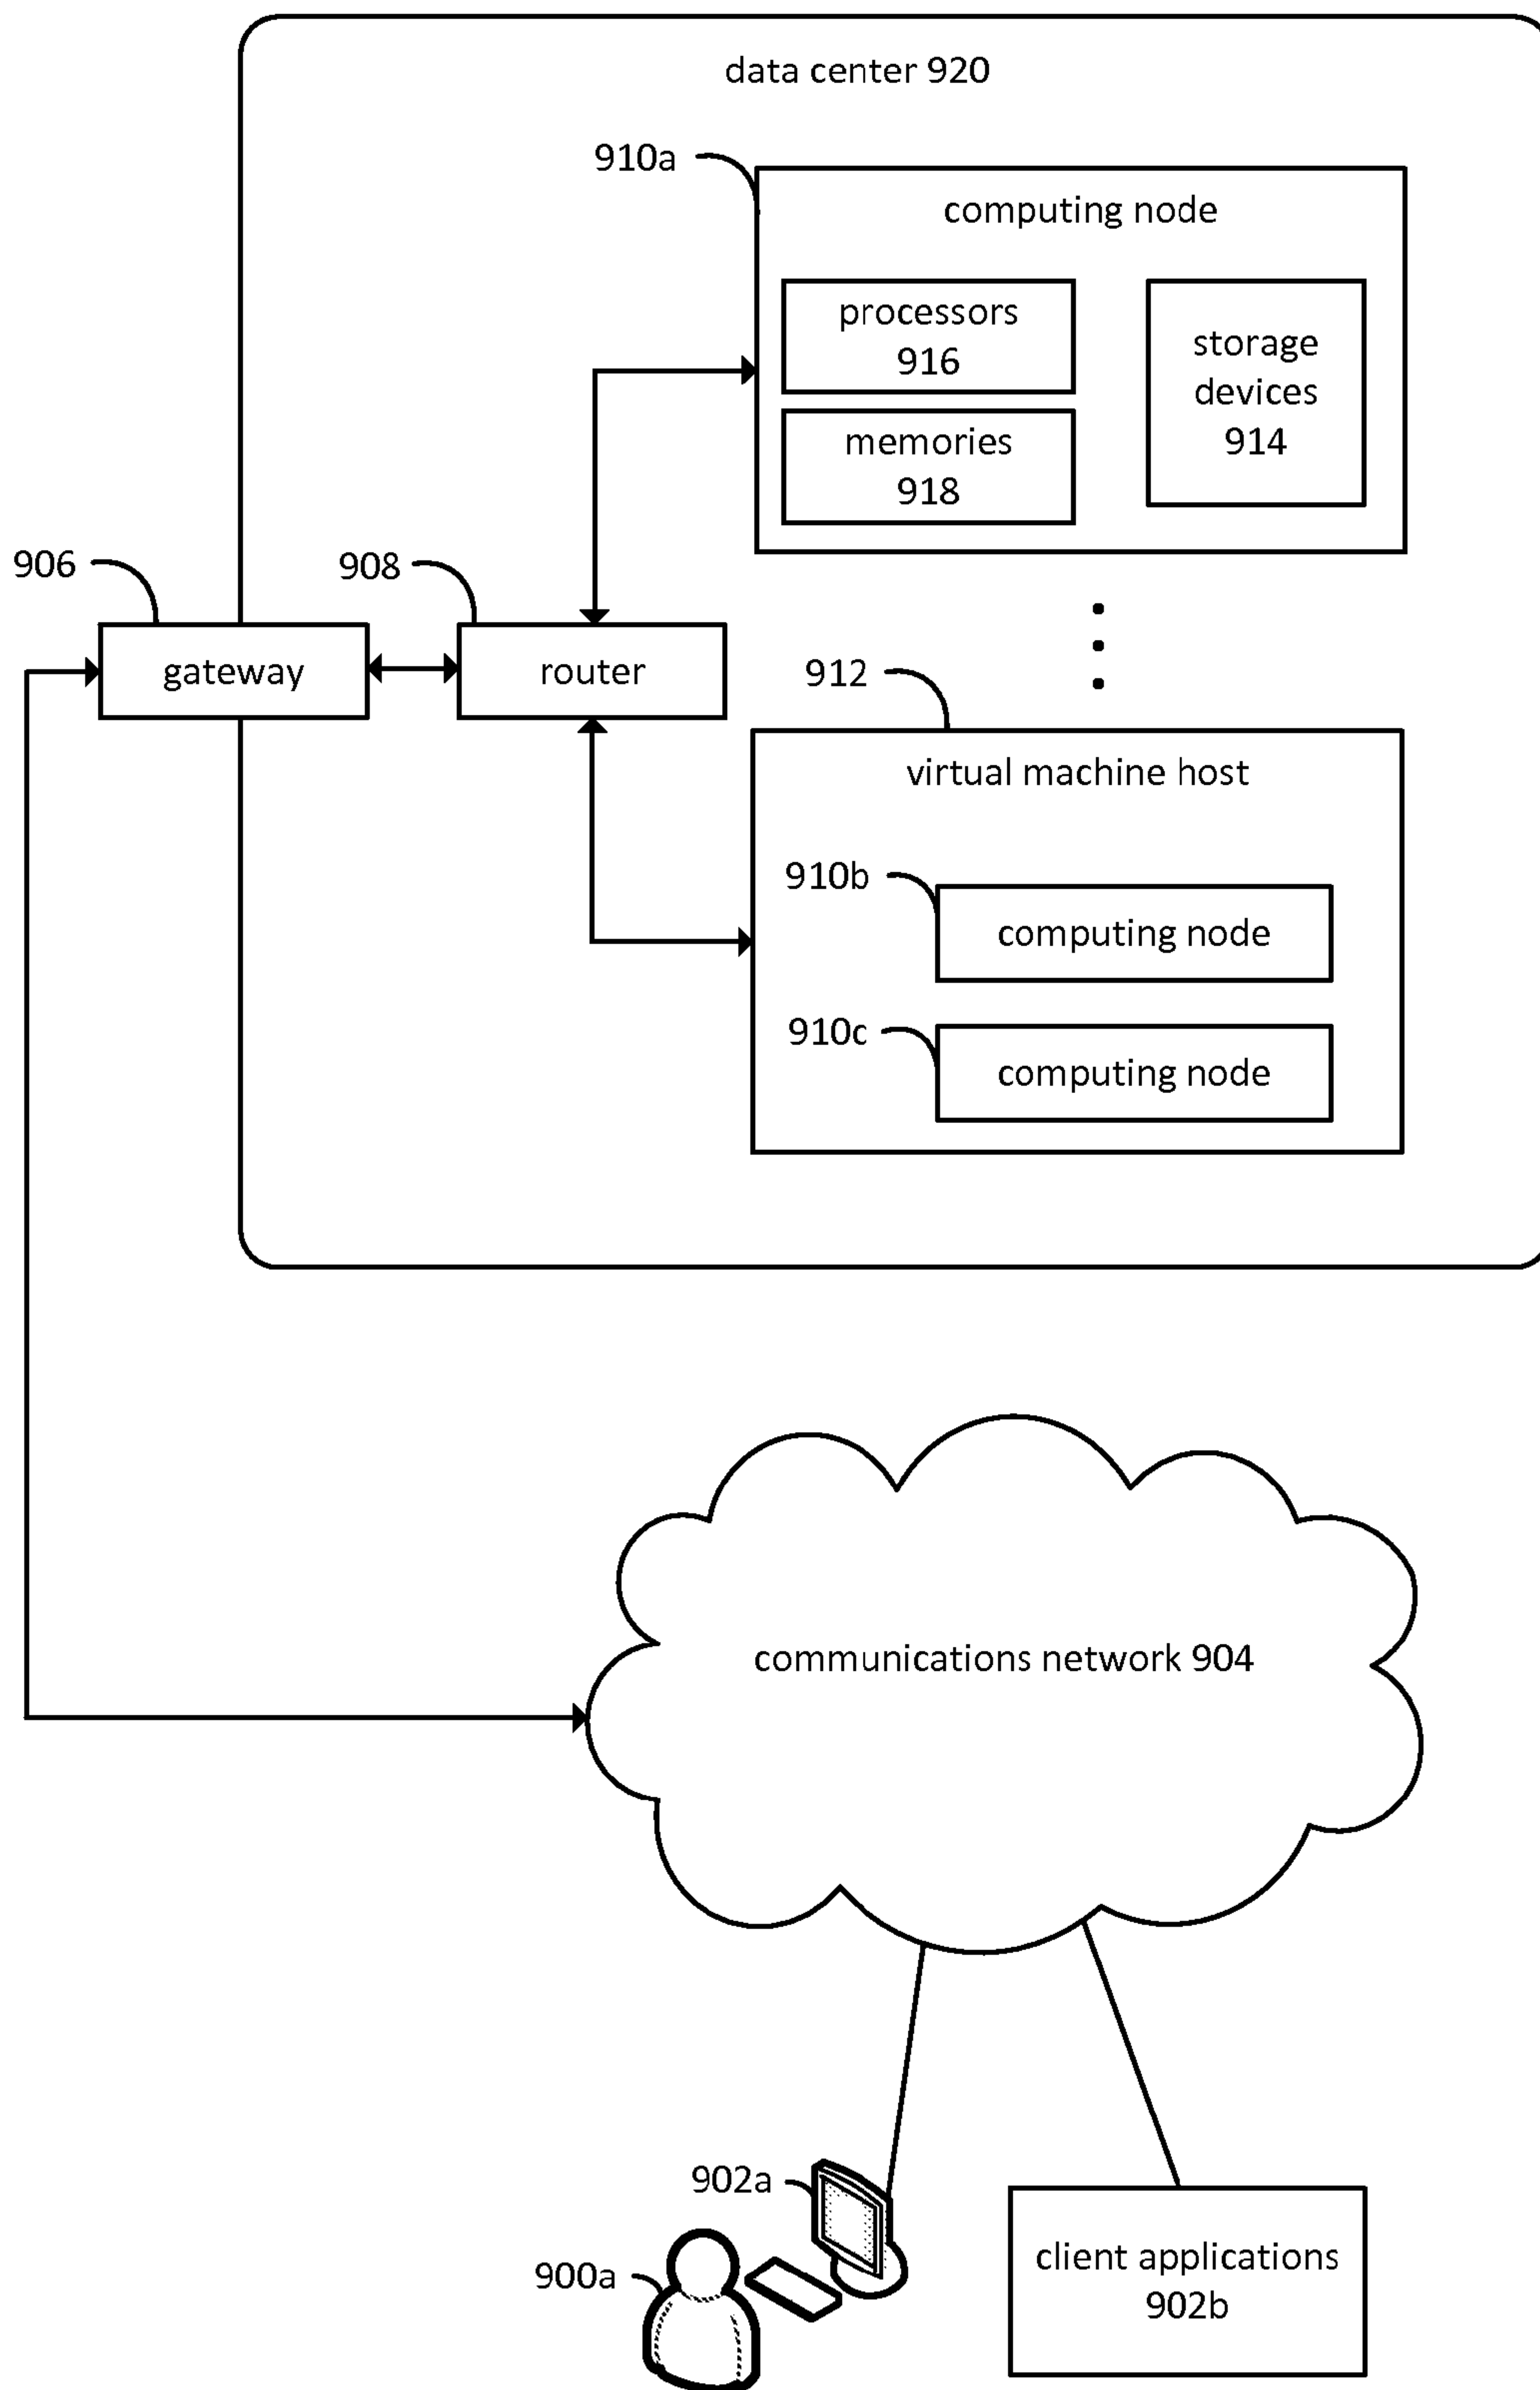 data center 920
910a
computing node
processors
916
storage
devices
914
memories
918
906
908
gateway
router
912
virtual machine host
910b
computing node
910c
computing node
communications network 904
902a
900a
client applications
902b